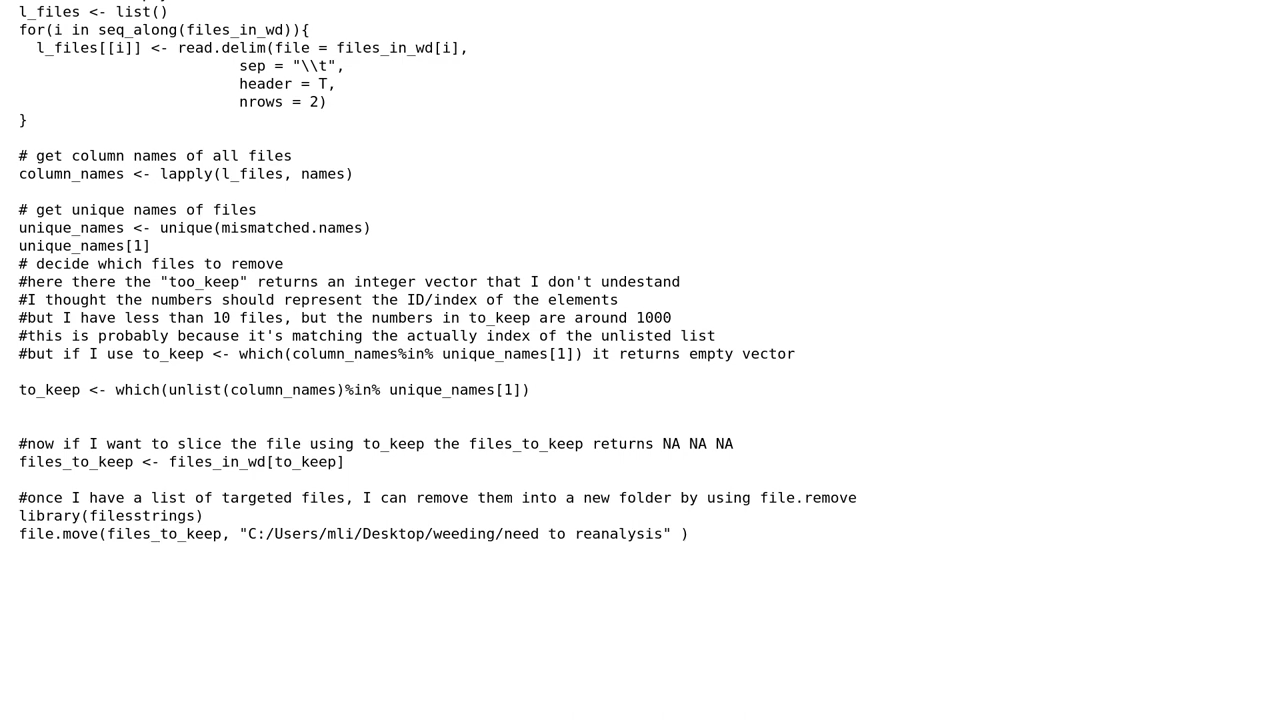 l_files <- list()
for(i in seq_along(files_in_wd)){
  l_files[[i]] <- read.delim(file = files_in_wd[i],
                         sep = "\\t",
                         header = T,
                         nrows = 2)
}

# get column names of all files
column_names <- lapply(l_files, names)

# get unique names of files
unique_names <- unique(mismatched.names)
unique_names[1]
# decide which files to remove
#here there the "too_keep" returns an integer vector that I don't undestand
#I thought the numbers should represent the ID/index of the elements
#but I have less than 10 files, but the numbers in to_keep are around 1000
#this is probably because it's matching the actually index of the unlisted list
#but if I use to_keep <- which(column_names%in% unique_names[1]) it returns empty vector

to_keep <- which(unlist(column_names)%in% unique_names[1])


#now if I want to slice the file using to_keep the files_to_keep returns NA NA NA
files_to_keep <- files_in_wd[to_keep]

#once I have a list of targeted files, I can remove them into a new folder by using file.remove
library(filesstrings)
file.move(files_to_keep, "C:/Users/mli/Desktop/weeding/need to reanalysis" )